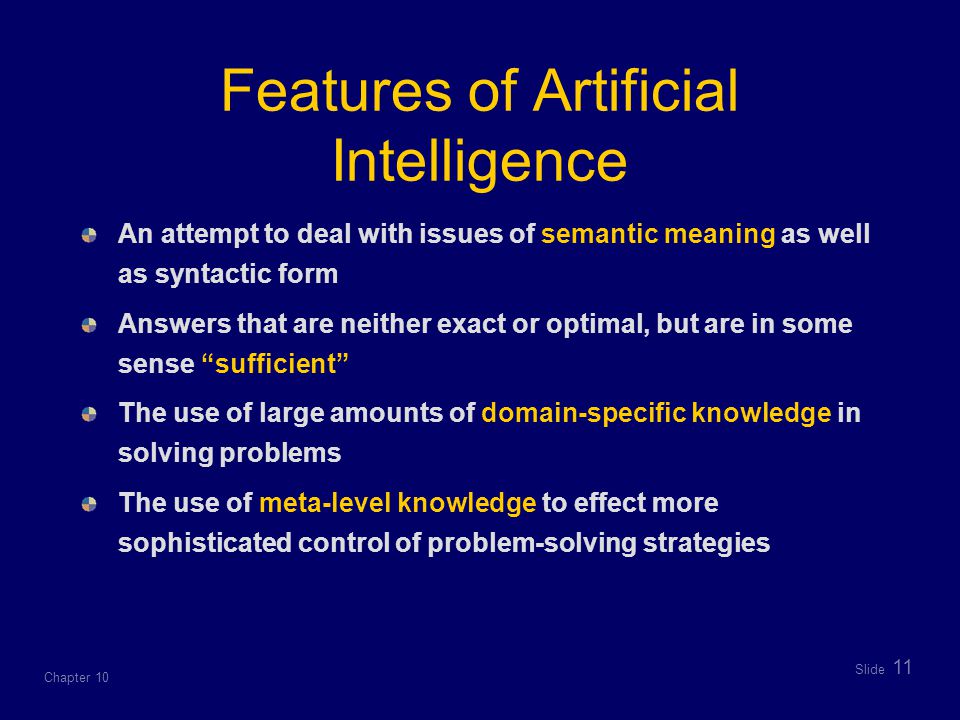 Features of Artificial
Intelligence
An attempt to deal with issues of semantic meaning as well
as syntactic form
Answers that are neither exact or optimal, but are in some
sense “sufficient”
The use of large amounts of domain-specific knowledge in
solving problems
The use of meta-level knowledge to effect more
sophisticated control of problem-solving strategies
Chapter 10
Slide 11